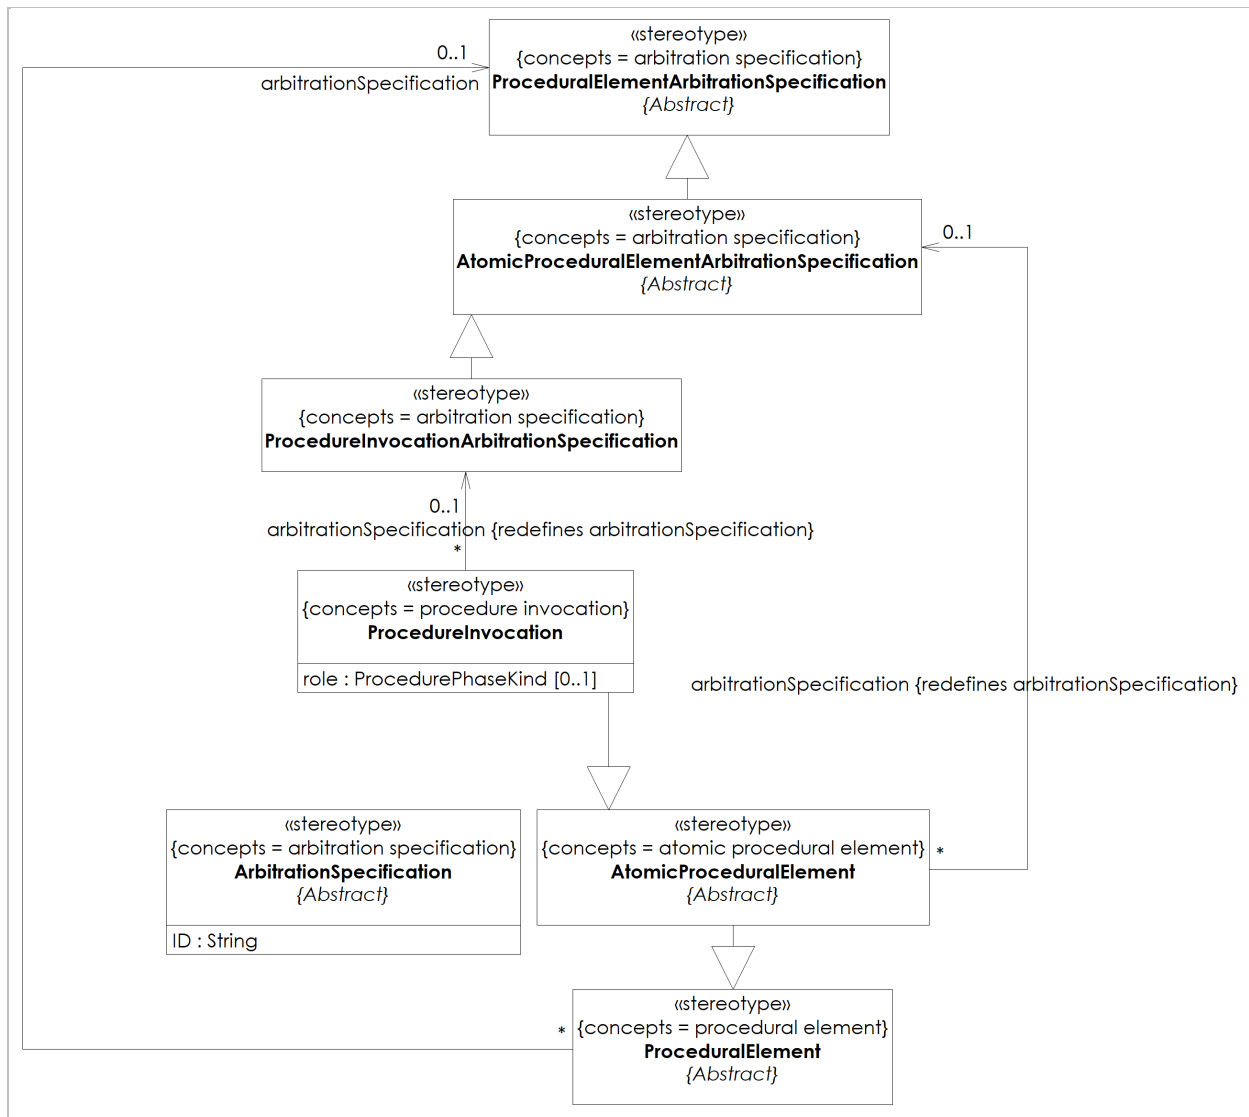 «stereotype»
{concepts = arbitration specification}
ProceduralElementArbitrationSpecification
{Abstract}
0..1
arbitrationSpecification
«stereotype»
{concepts = arbitration specification}
AtomicProceduralElementArbitrationSpecification
{Abstract}
0..1
«stereotype»
{concepts = arbitration specification}
ProcedureInvocationArbitrationSpecification
0..1
arbitrationSpecification {redefines arbitrationSpecification}
*
«stereotype»
{concepts = procedure invocation}
ProcedureInvocation
role : ProcedurePhaseKind [0..1]
arbitrationSpecification {redefines arbitrationSpecification}
«stereotype»
{concepts = arbitration specification}
ArbitrationSpecification
{Abstract}
ID : String
«stereotype»
{concepts = atomic procedural element}
AtomicProceduralElement
{Abstract}
*
«stereotype»
{concepts = procedural element}
ProceduralElement
{Abstract}
*